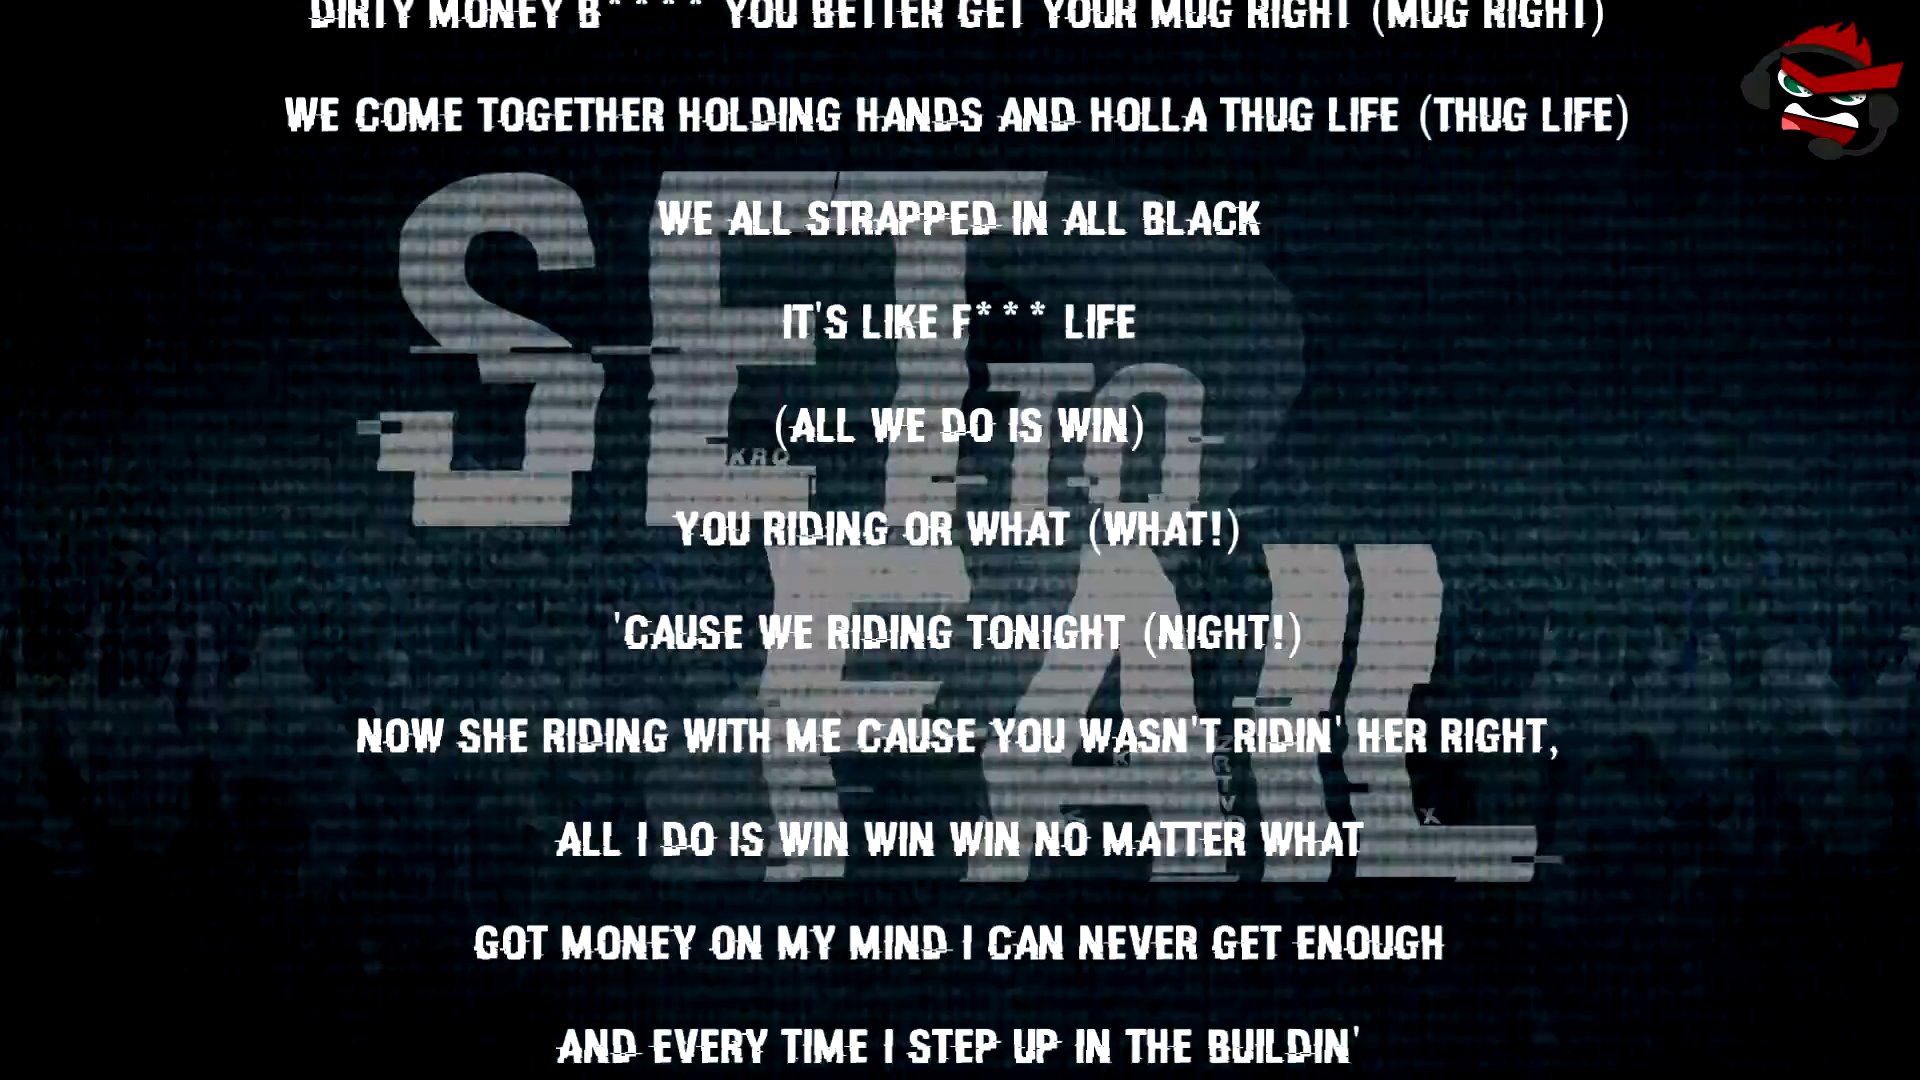 DIRTY MONEY B**** YOU BETTER GET YOUR MUG RIGHT (MUG RIGHT)
WE COME TOGETHER HOLDING HANDS AND HOLLA THUG LIFE (THUG LIFE)
WE ALL STRAPPED IN ALL BLACK
IT'S LIKE F*** LIFE
(ALL WE DO IS WIN)
YOU RIDING OR WHAT (WHAT!)
'CAUSE WE RIDING TONIGHT (NIGHT!)
NOW SHE RIDING WITH ME CAUSE YOU WASN'T RIDIN' HER RIGHT,
ALL I DO IS WIN WIN WIN NO MATTER WHAT
GOT MONEY ON MY MIND I CAN NEVER GET ENOUGH
AND EVERY TIME I STEP UP IN THE BUILDIN'
SET
TO
FAIL